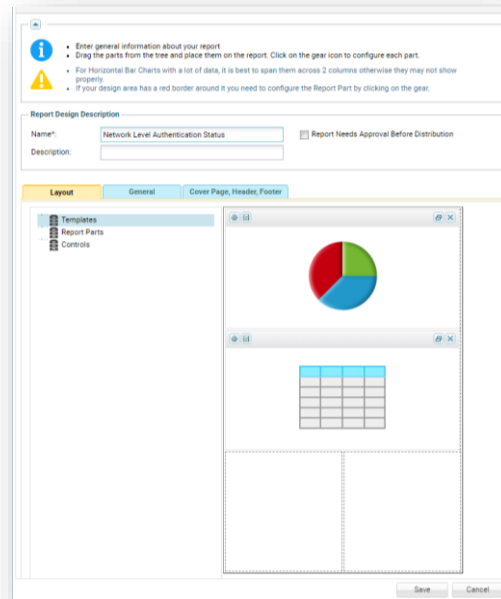 Enter general information about your report
Drag the parts from the tree and place them on the report. Click on the gear icon to configure each part.
For Horizontal Bar Charts with a lot of data, it is best to span them across 2 columns otherwise they may not show
properly.
If your design area has a red border around it you need to configure the Report Part by clicking on the gear.
Report Design Description
Name*: Network Level Authentication Status Report Needs Approval Before Distribution
Description:
Layout General Cover Page, Header, Footer
Templates
Report Parts
Controls
Save Cancel